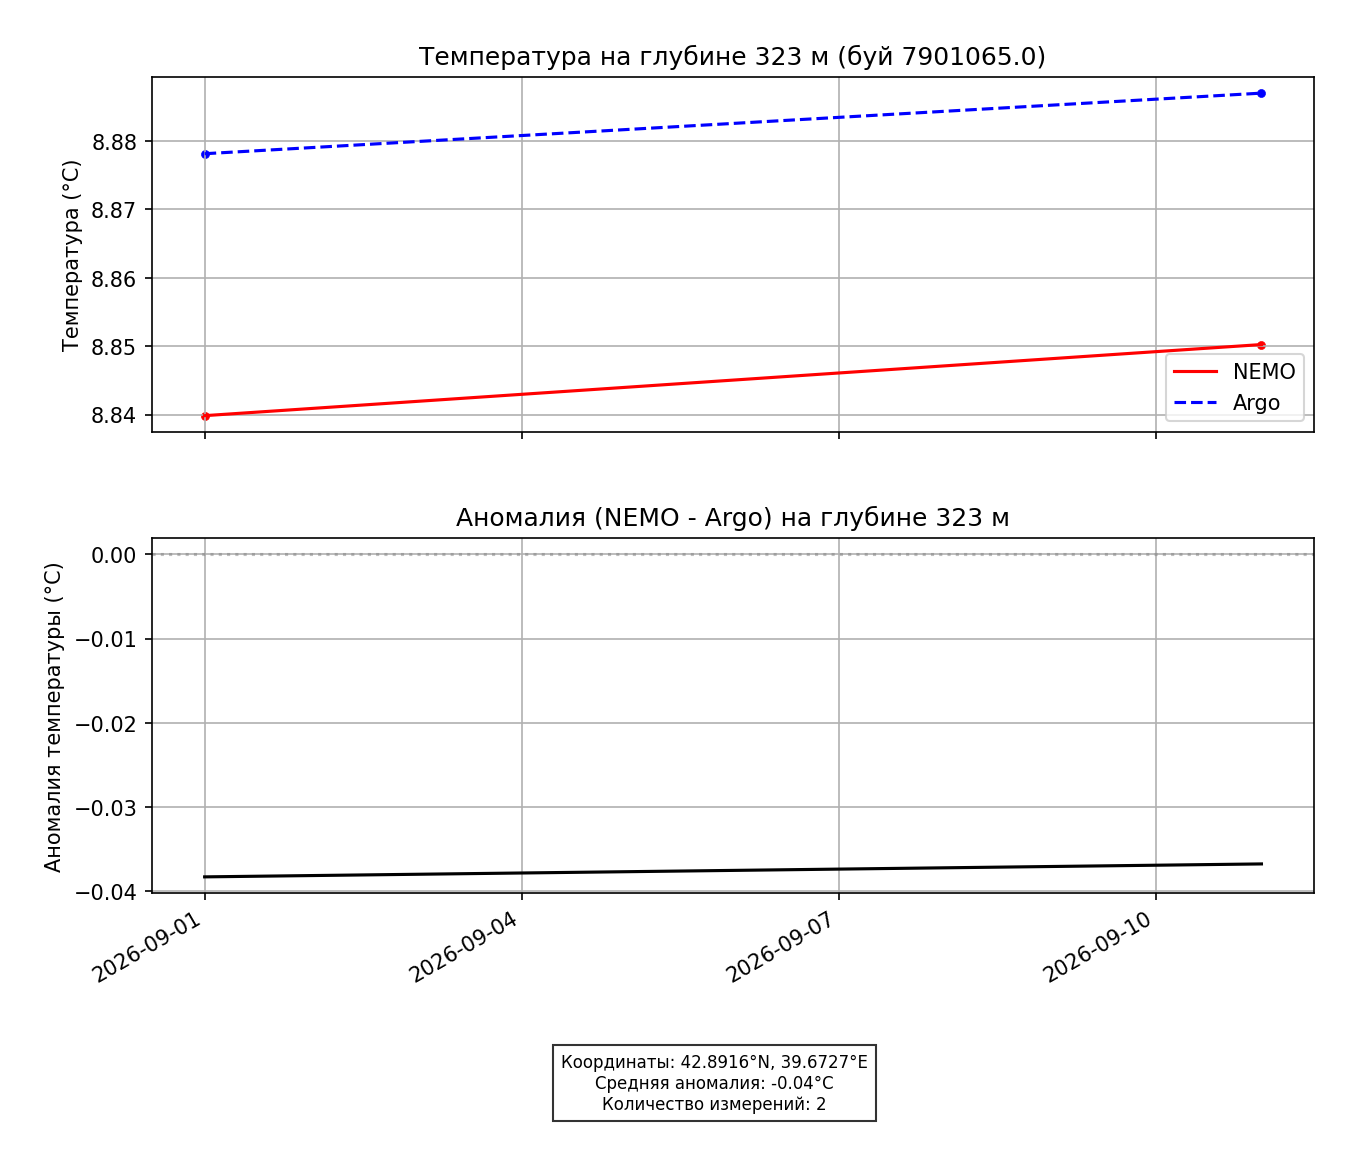 Температура на глубине 323 м (буй 7901065.0)
Температура (°C)
8.88
8.87
8.86
8.85
8.84
NEMO
Argo
Аномалия (NEMO - Argo) на глубине 323 м
Аномалия температуры (°C)
0.00
−0.01
−0.02
−0.03
−0.04
2026-09-01
2026-09-04
2026-09-07
2026-09-10
Координаты: 42.8916°N, 39.6727°E
Средняя аномалия: -0.04°C
Количество измерений: 2